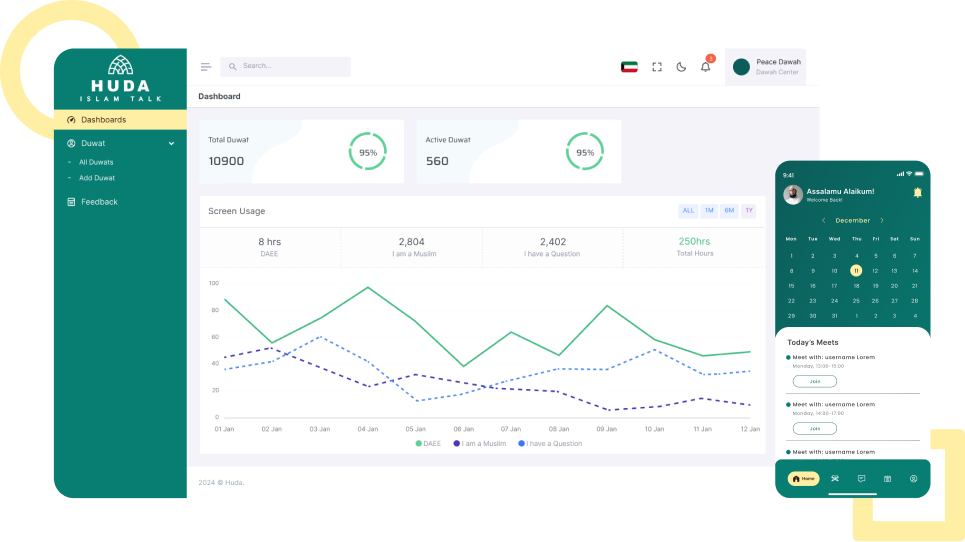 HUDA
ISLAM TALK
Dashboards
Duwat
- All Duwats
- Add Duwat
Feedback
Search...
1
Peace Dawah
Dawah Center
Dashboard
Total Duwat
10900
95%
Active Duwat
560
95%
Screen Usage
ALL 1M 6M 1Y
8 hrs
DAEE
2,804
I am a Muslim
2,402
I have a Question
250hrs
Total Hours
100
80
60
40
20
0
01 Jan 02 Jan 03 Jan 04 Jan 05 Jan 06 Jan 07 Jan 08 Jan 09 Jan 10 Jan 11 Jan 12 Jan
DAEE I am a Muslim I have a Question
2024 © Huda.
9:41
Assalamu Alaikum!
Welcome Back!
< December >
Mon Tue Wed Thu Fri Sat Sun
1 2 3 4 5 6 7
8 9 10 11 12 13 14
15 16 17 18 19 20 21
22 23 24 25 26 27 28
29 30 31 1 2 3 4
Today's Meets
Meet with: username Lorem
Monday, 13:00-15:00
Join
Meet with: username Lorem
Monday, 14:00-17:00
Join
Meet with: username Lorem
Home